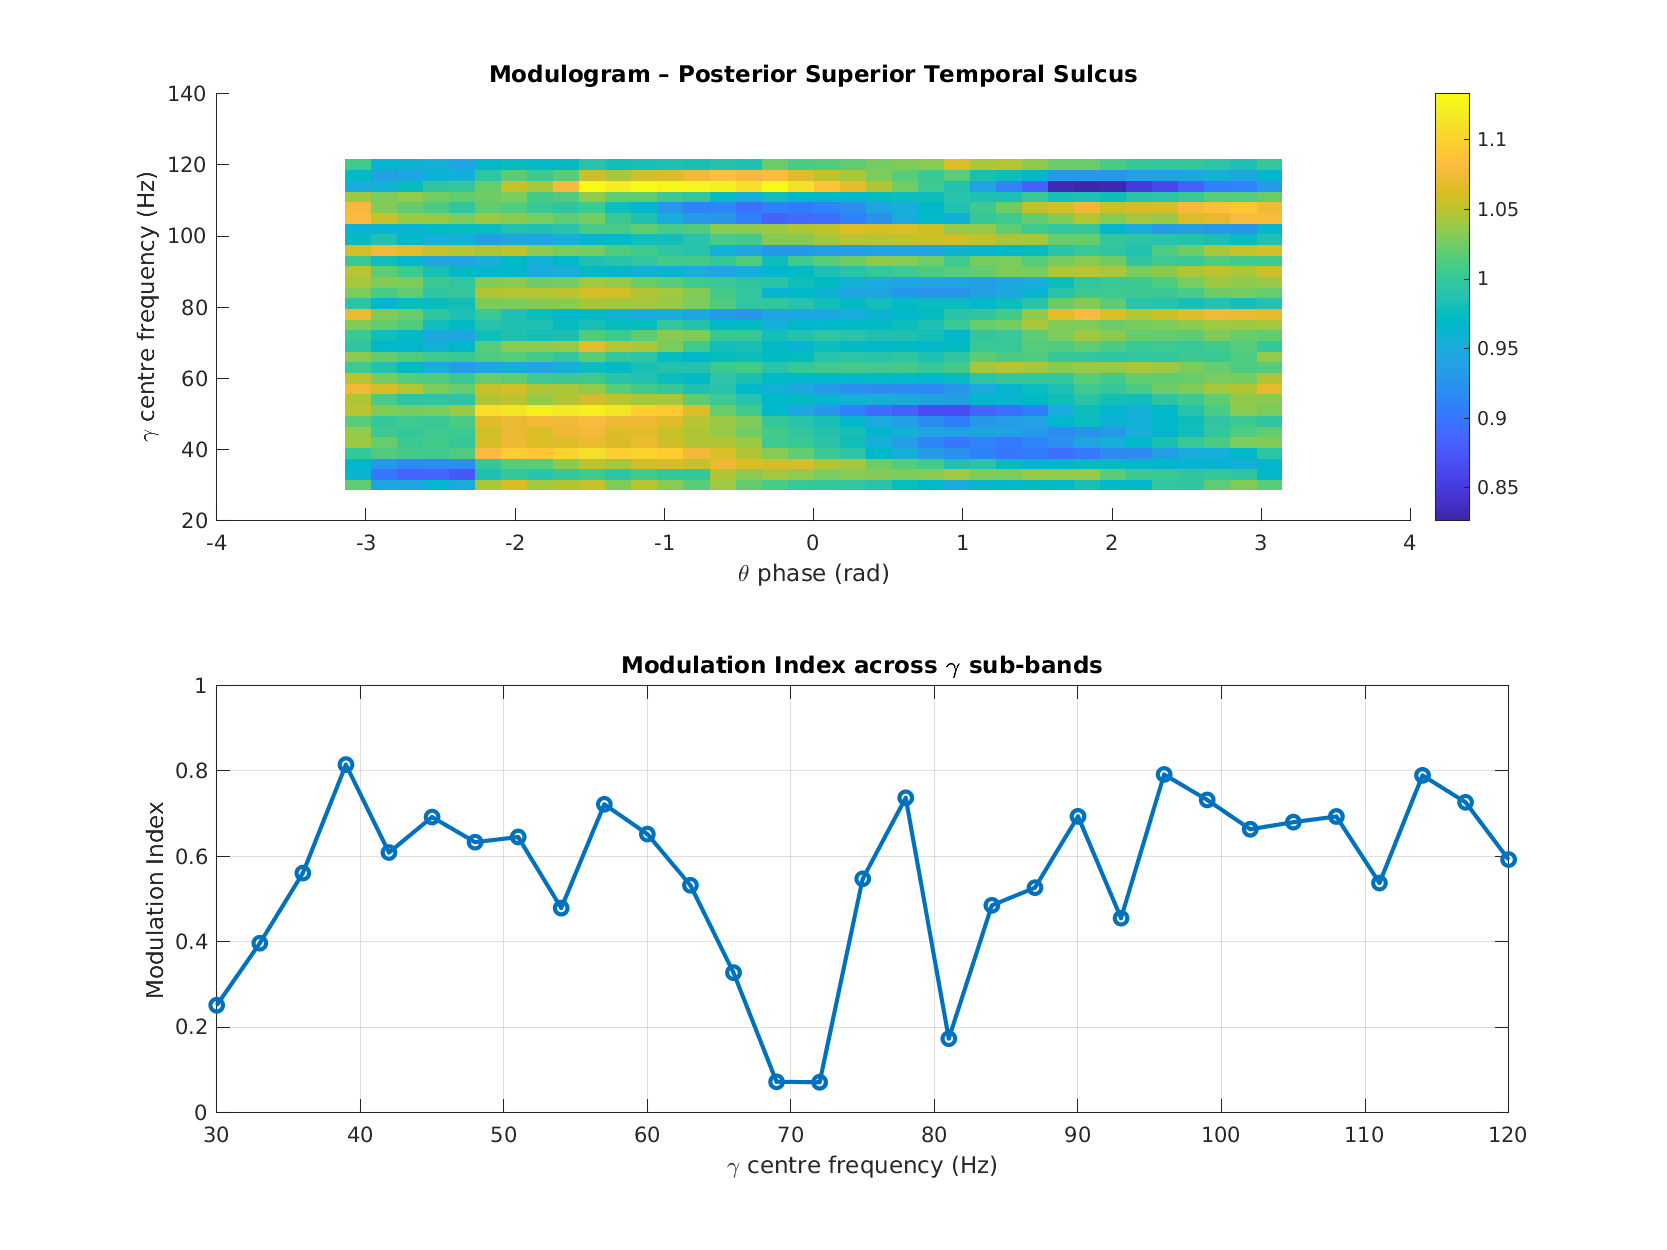 Modulogram – Posterior Superior Temporal Sulcus
140
120
100
80
60
40
20
γ centre frequency (Hz)
-4 -3 -2 -1 0 1 2 3 4
θ phase (rad)
1.1
1.05
1
0.95
0.9
0.85
Modulation Index across γ sub-bands
1
0.8
0.6
0.4
0.2
0
Modulation Index
30 40 50 60 70 80 90 100 110 120
γ centre frequency (Hz)